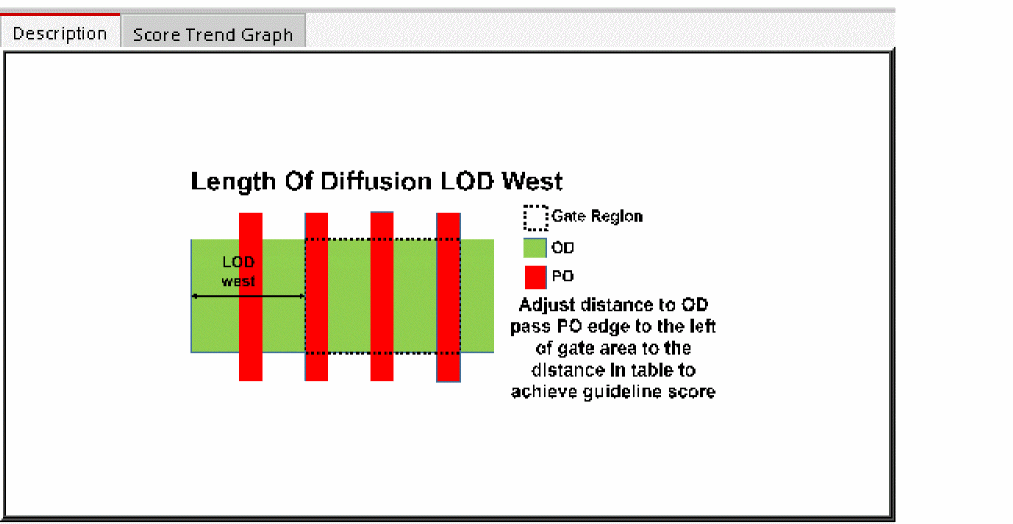 Description
Score Trend Graph
Length Of Diffusion LOD West
Gate Region
OD
PO
LOD
west
Adjust distance to OD
pass PO edge to the left
of gate area to the
distance in table to
achieve guideline score